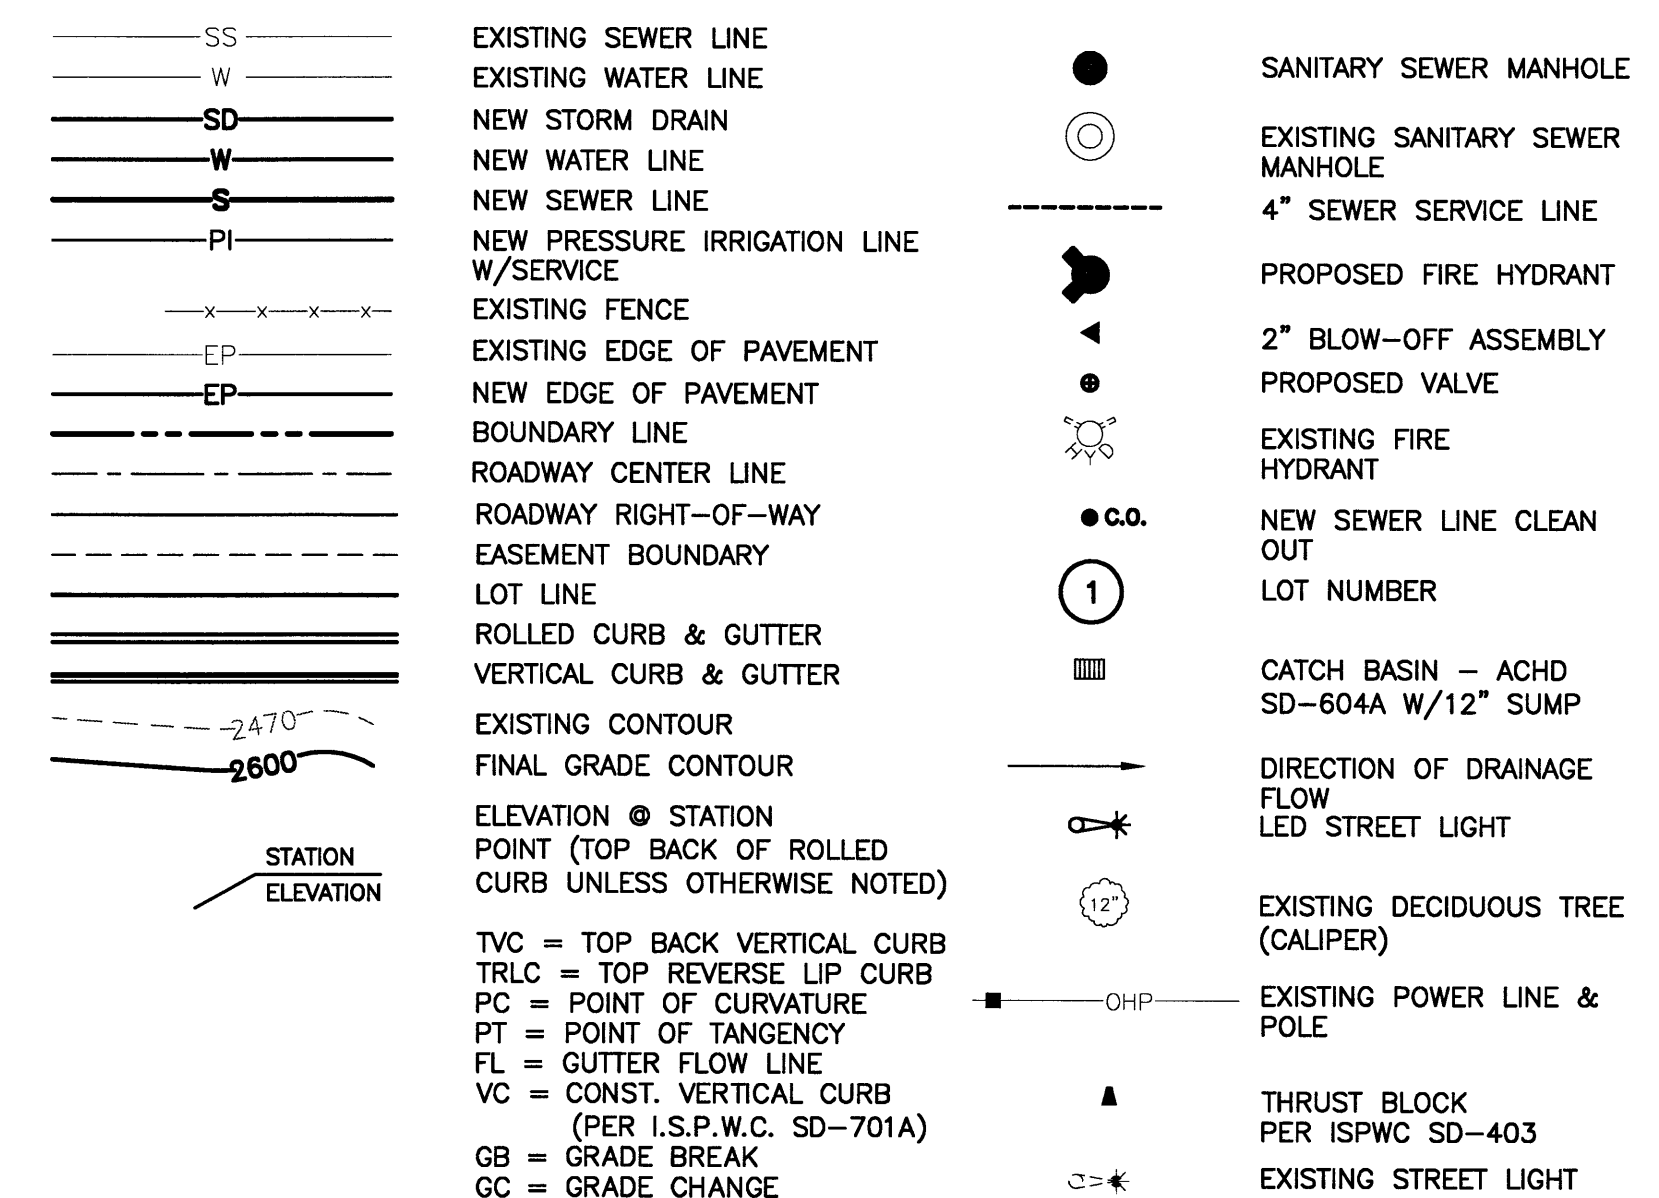 SS EXISTING SEWER LINE
W EXISTING WATER LINE
SD NEW STORM DRAIN
W NEW WATER LINE
S NEW SEWER LINE
PI NEW PRESSURE IRRIGATION LINE
W/SERVICE
x x x x EXISTING FENCE
EP EXISTING EDGE OF PAVEMENT
EP NEW EDGE OF PAVEMENT
BOUNDARY LINE
ROADWAY CENTER LINE
ROADWAY RIGHT-OF-WAY
EASEMENT BOUNDARY
LOT LINE
ROLLED CURB & GUTTER
VERTICAL CURB & GUTTER
2470 EXISTING CONTOUR
2600 FINAL GRADE CONTOUR
STATION
ELEVATION
ELEVATION @ STATION
POINT (TOP BACK OF ROLLED
CURB UNLESS OTHERWISE NOTED)
TVC = TOP BACK VERTICAL CURB
TRLC = TOP REVERSE LIP CURB
PC = POINT OF CURVATURE
PT = POINT OF TANGENCY
FL = GUTTER FLOW LINE
VC = CONST. VERTICAL CURB
(PER I.S.P.W.C. SD-701A)
GB = GRADE BREAK
GC = GRADE CHANGE
SANITARY SEWER MANHOLE
EXISTING SANITARY SEWER
MANHOLE
4" SEWER SERVICE LINE
PROPOSED FIRE HYDRANT
2" BLOW-OFF ASSEMBLY
PROPOSED VALVE
HYD EXISTING FIRE
HYDRANT
C.O. NEW SEWER LINE CLEAN
OUT
1 LOT NUMBER
CATCH BASIN - ACHD
SD-604A W/12" SUMP
DIRECTION OF DRAINAGE
FLOW
LED STREET LIGHT
12" EXISTING DECIDUOUS TREE
(CALIPER)
OHP EXISTING POWER LINE &
POLE
THRUST BLOCK
PER ISPWC SD-403
EXISTING STREET LIGHT